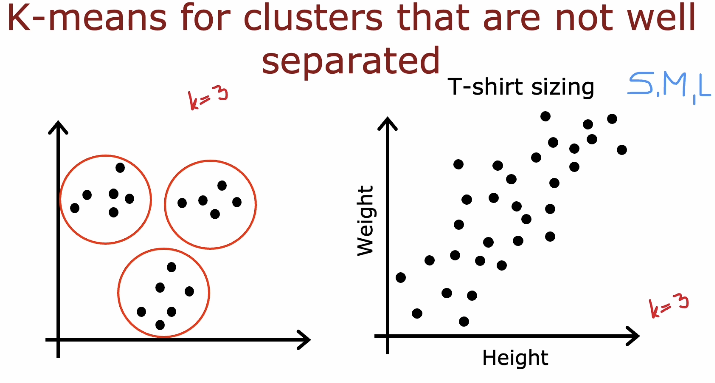 K-means for clusters that are not well
separated
k=3
T-shirt sizing
S,M,L
Weight
k=3
Height